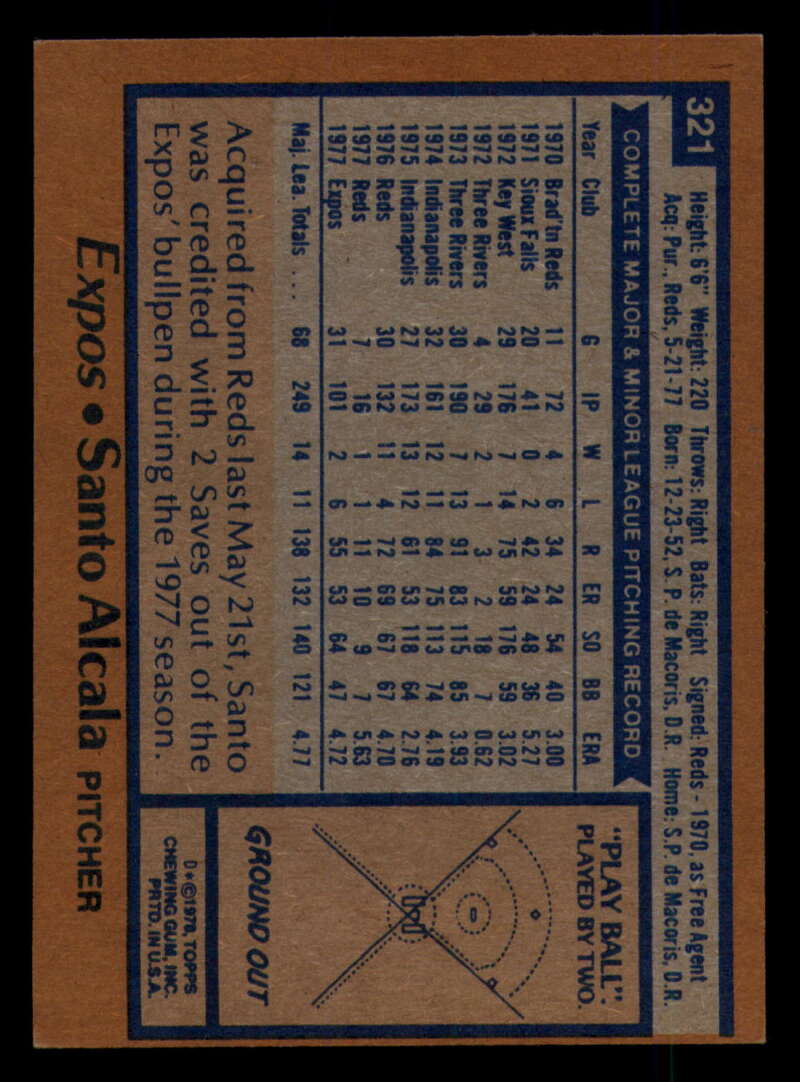 321
Height: 6'6" Weight: 220 Throws: Right Bats: Right Signed: Reds - 1970, as Free Agent
Acq: Pur., Reds, 5-21-77 Born: 12-23-52, S. P. de Macoris, D.R. Home: S.P. de Macoris, D.R.
COMPLETE MAJOR & MINOR LEAGUE PITCHING RECORD
Year Club G IP W L R ER SO BB ERA
1970 Brad'tn Reds 11 72 4 6 34 24 54 40 3.00
1971 Sioux Falls 20 41 0 2 42 24 48 36 5.27
1972 Key West 29 176 7 14 75 59 176 59 3.02
1972 Three Rivers 4 29 2 1 3 2 18 7 0.62
1973 Three Rivers 30 190 7 13 91 83 115 85 3.93
1974 Indianapolis 32 161 12 11 84 75 113 74 4.19
1975 Indianapolis 27 173 13 12 61 53 118 64 2.76
1976 Reds 30 132 11 4 72 69 67 67 4.70
1977 Reds 7 16 1 1 11 10 9 7 5.63
1977 Expos 31 101 2 6 55 53 64 47 4.72
Maj. Lea. Totals ... 68 249 14 11 138 132 140 121 4.77
Acquired from Reds last May 21st, Santo
was credited with 2 Saves out of the
Expos' bullpen during the 1977 season.
"PLAY BALL":
PLAYED BY TWO.
GROUND OUT
D*©1978, TOPPS
CHEWING GUM, INC.
PRTD. IN U.S.A.
Expos • Santo Alcala PITCHER